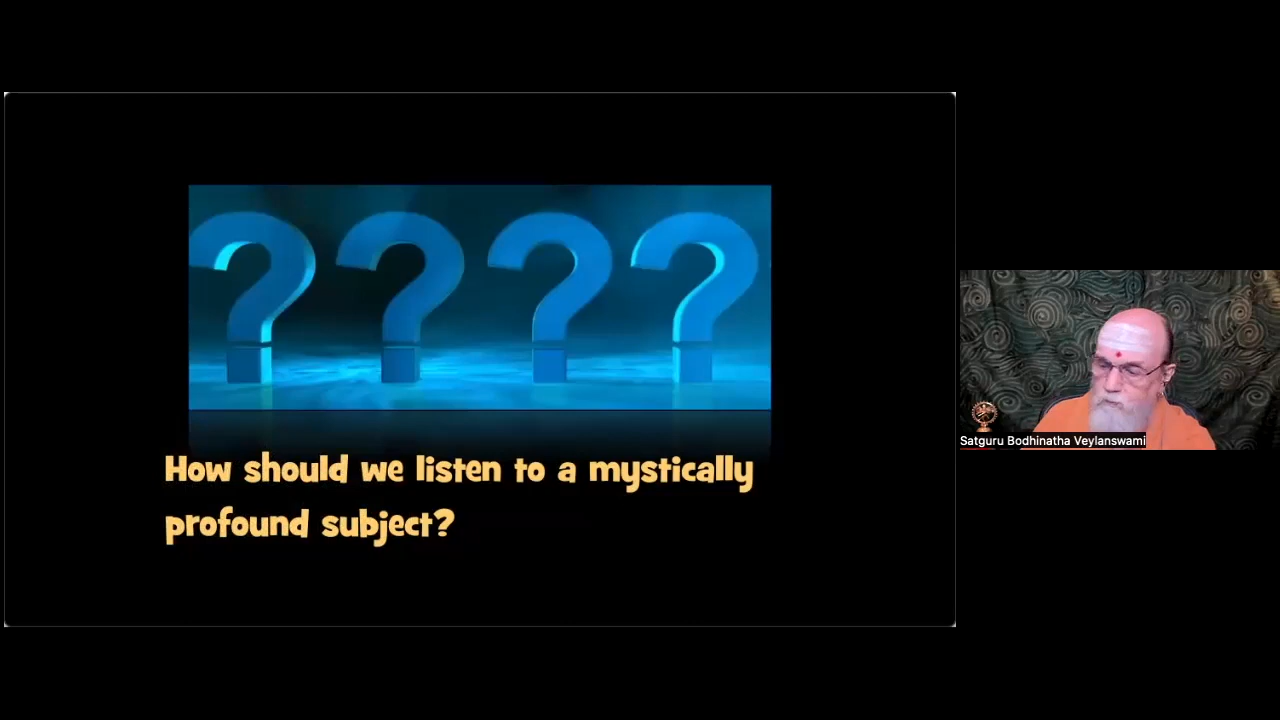 ????
How should we listen to a mystically
profound subject?
Satguru Bodhinatha Veylanswami